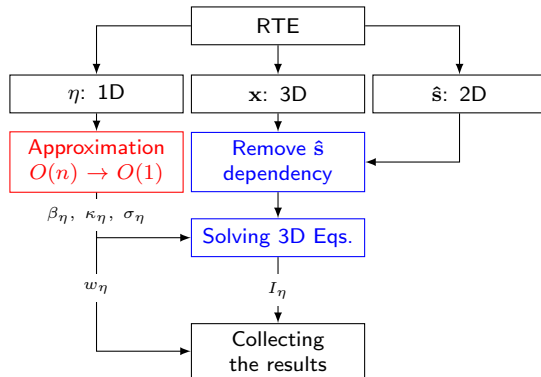 RTE
η: 1D
x: 3D
ŝ: 2D
Approximation
O(n) → O(1)
Remove ŝ
dependency
β_η, κ_η, σ_η
Solving 3D Eqs.
w_η
I_η
Collecting
the results